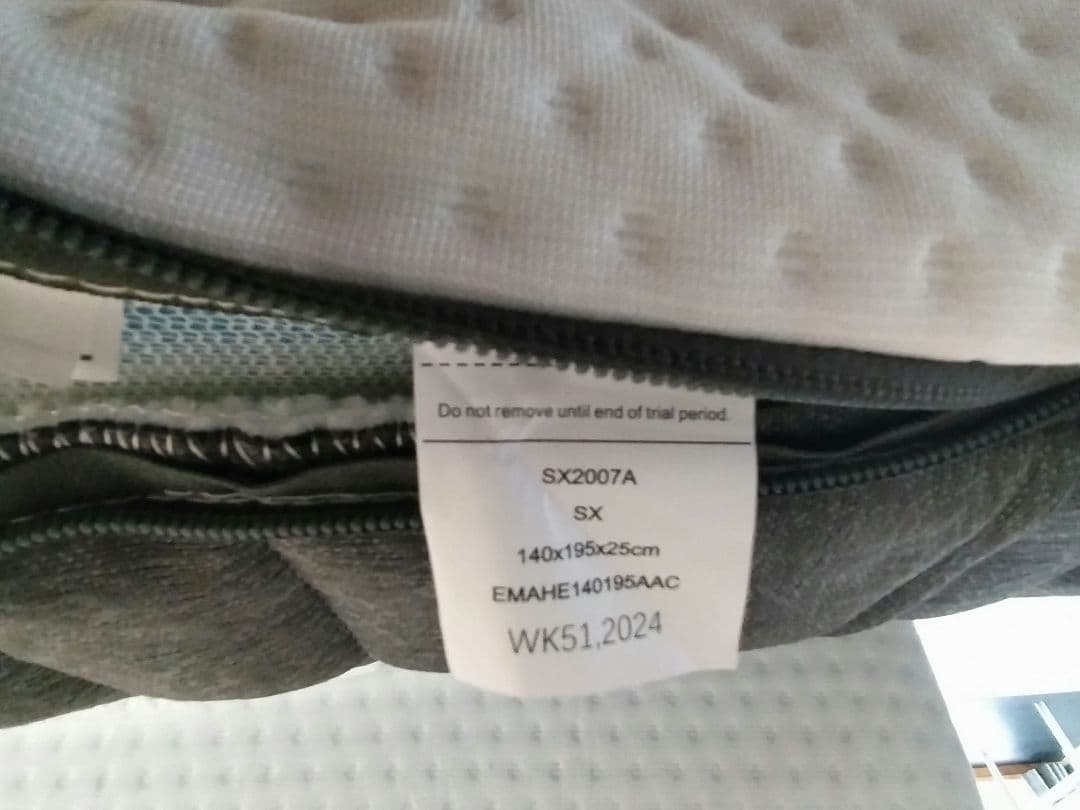 Do not remove until end of trial period.
SX2007A
SX
140x195x25cm
EMAHE140195AAC
WK51,2024